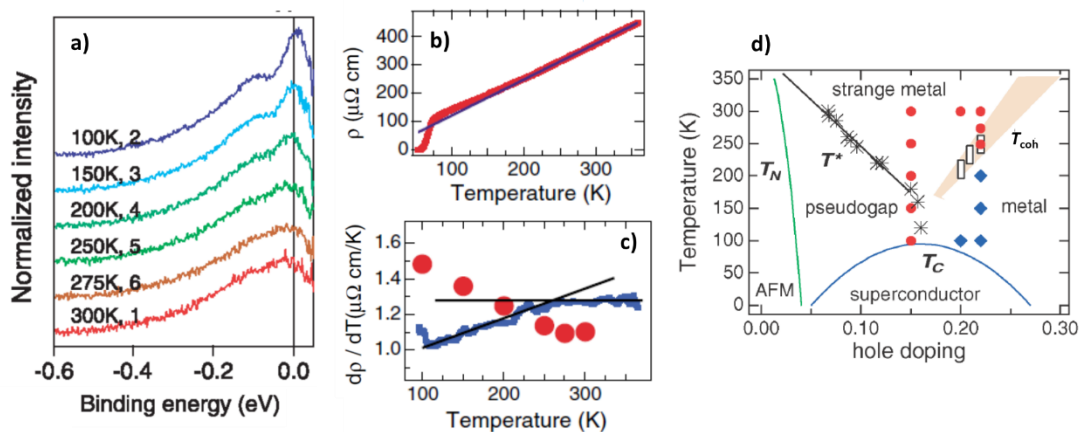 a)
Normalized intensity
100K, 2
150K, 3
200K, 4
250K, 5
275K, 6
300K, 1
-0.6
-0.4
-0.2
0.0
Binding energy (eV)
b)
ρ (μΩ cm)
400
300
200
100
0
100
200
300
Temperature (K)
c)
dρ / dT(μΩ cm/K)
1.6
1.4
1.2
1.0
100
150
200
250
300
Temperature (K)
d)
Temperature (K)
350
300
250
200
150
100
50
0
strange metal
T*
T_coh
T_N
pseudogap
metal
T_C
AFM
superconductor
0.00
0.10
0.20
0.30
hole doping